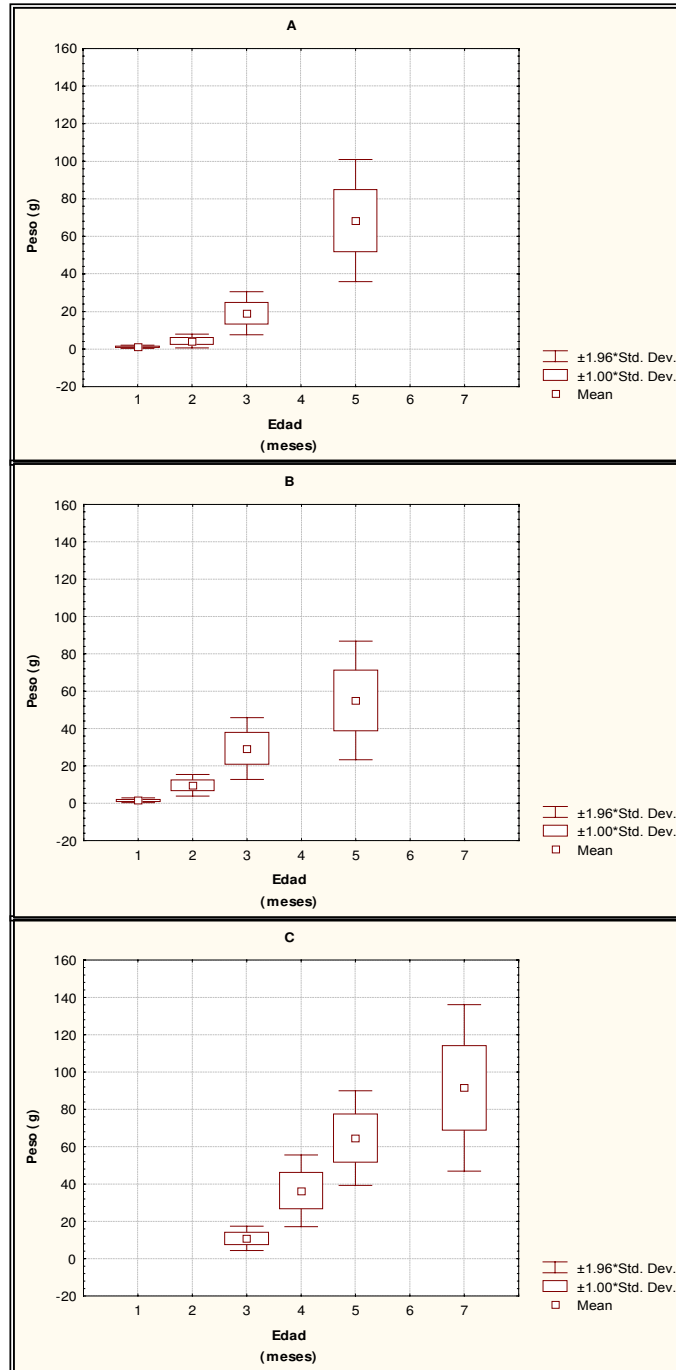 A
160
140
120
100
80
60
40
20
0
-20
Peso (g)
1 2 3 4 5 6 7
Edad
(meses)
±1.96*Std. Dev.
±1.00*Std. Dev.
Mean
B
160
140
120
100
80
60
40
20
0
-20
Peso (g)
1 2 3 4 5 6 7
Edad
(meses)
±1.96*Std. Dev.
±1.00*Std. Dev.
Mean
C
160
140
120
100
80
60
40
20
0
-20
Peso (g)
1 2 3 4 5 6 7
Edad
(meses)
±1.96*Std. Dev.
±1.00*Std. Dev.
Mean